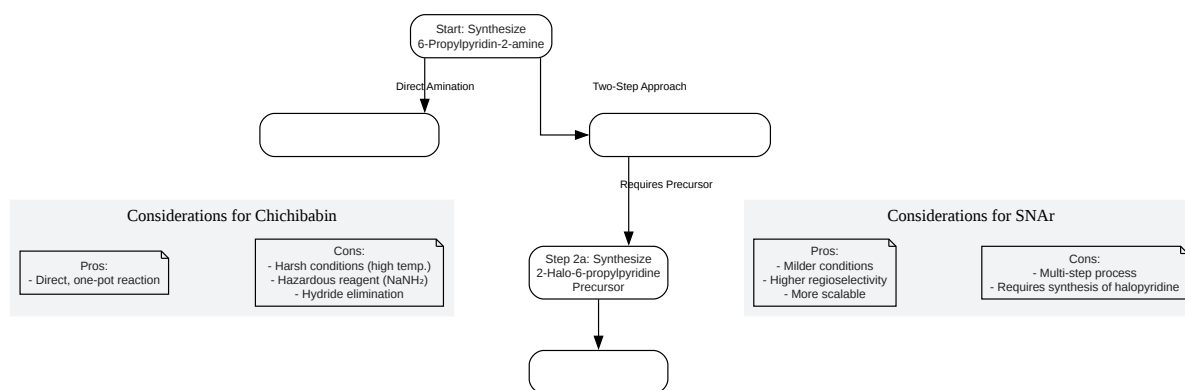 Start: Synthesize
6-Propylpyridin-2-amine
Direct Amination
Two-Step Approach
Requires Precursor
Considerations for Chichibabin
Pros:
- Direct, one-pot reaction
Cons:
- Harsh conditions (high temp.)
- Hazardous reagent (NaNH₂)
- Hydride elimination
Step 2a: Synthesize
2-Halo-6-propylpyridine
Precursor
Considerations for SNAr
Pros:
- Milder conditions
- Higher regioselectivity
- More scalable
Cons:
- Multi-step process
- Requires synthesis of halopyridine